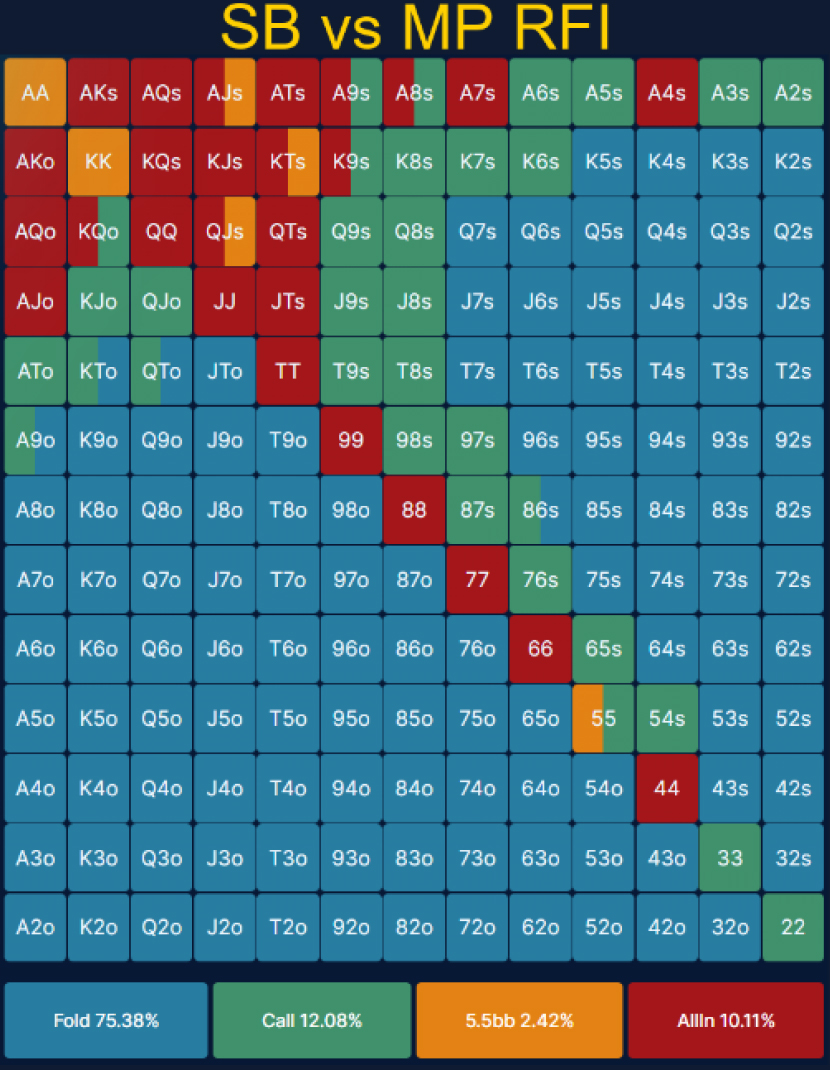 SB vs MP RFI
AA AKs AQs AJs ATs A9s A8s A7s A6s A5s A4s A3s A2s
AKo KK KQs KJs KTs K9s K8s K7s K6s K5s K4s K3s K2s
AQo KQo QQ QJs QTs Q9s Q8s Q7s Q6s Q5s Q4s Q3s Q2s
AJo KJo QJo JJ JTs J9s J8s J7s J6s J5s J4s J3s J2s
ATo KTo QTo JTo TT T9s T8s T7s T6s T5s T4s T3s T2s
A9o K9o Q9o J9o T9o 99 98s 97s 96s 95s 94s 93s 92s
A8o K8o Q8o J8o T8o 98o 88 87s 86s 85s 84s 83s 82s
A7o K7o Q7o J7o T7o 97o 87o 77 76s 75s 74s 73s 72s
A6o K6o Q6o J6o T6o 96o 86o 76o 66 65s 64s 63s 62s
A5o K5o Q5o J5o T5o 95o 85o 75o 65o 55 54s 53s 52s
A4o K4o Q4o J4o T4o 94o 84o 74o 64o 54o 44 43s 42s
A3o K3o Q3o J3o T3o 93o 83o 73o 63o 53o 43o 33 32s
A2o K2o Q2o J2o T2o 92o 82o 72o 62o 52o 42o 32o 22
Fold 75.38% Call 12.08% 5.5bb 2.42% AllIn 10.11%